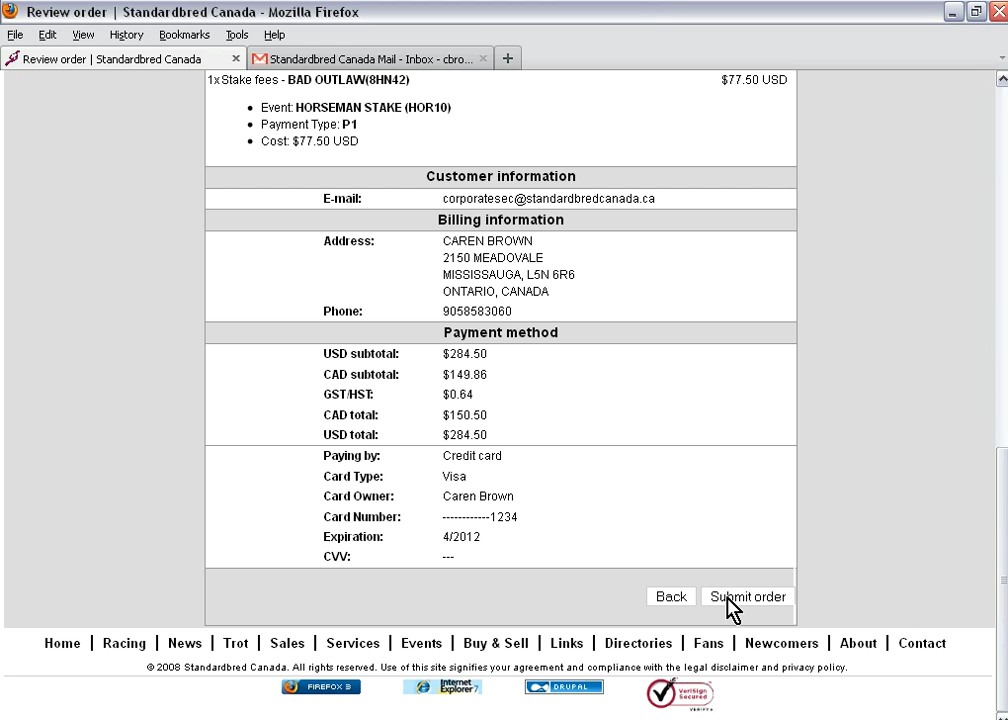 Review order | Standardbred Canada - Mozilla Firefox
File Edit View History Bookmarks Tools Help
Review order | Standardbred Canada × Standardbred Canada Mail - Inbox - cbro... × +
1x Stake fees - BAD OUTLAW(8HN42) $77.50 USD
• Event: HORSEMAN STAKE (HOR10)
• Payment Type: P1
• Cost: $77.50 USD
Customer information
E-mail: corporatesec@standardbredcanada.ca
Billing information
Address: CAREN BROWN
2150 MEADOVALE
MISSISSAUGA, L5N 6R6
ONTARIO, CANADA
Phone: 9058583060
Payment method
USD subtotal: $284.50
CAD subtotal: $149.86
GST/HST: $0.64
CAD total: $150.50
USD total: $284.50
Paying by: Credit card
Card Type: Visa
Card Owner: Caren Brown
Card Number: ------------1234
Expiration: 4/2012
CVV: ---
Back Submit order
Home | Racing | News | Trot | Sales | Services | Events | Buy & Sell | Links | Directories | Fans | Newcomers | About | Contact
© 2008 Standardbred Canada. All rights reserved. Use of this site signifies your agreement and compliance with the legal disclaimer and privacy policy.
FIREFOX 3 Internet Explorer 7 DRUPAL VeriSign Secured
VERIFY